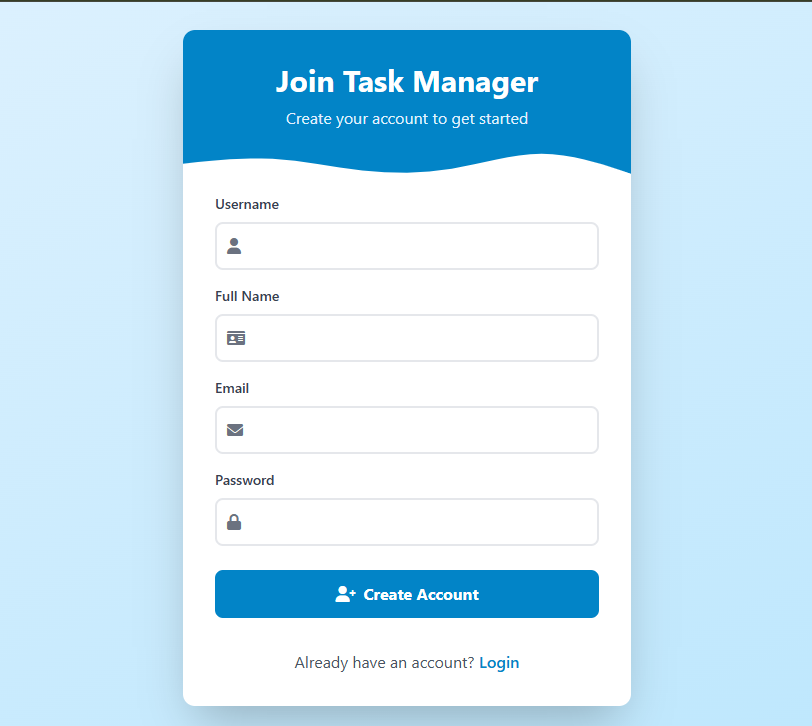 Join Task Manager
Create your account to get started
Username
Full Name
Email
Password
Create Account
Already have an account? Login